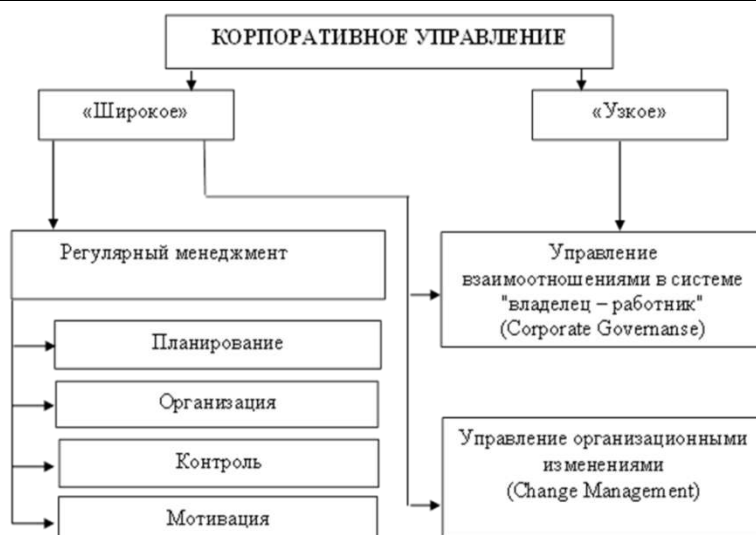 КОРПОРАТИВНОЕ УПРАВЛЕНИЕ
«Широкое»
«Узкое»
Регулярный менеджмент
Управление
взаимоотношениями в системе
"владелец – работник"
(Corporate Governanse)
Планирование
Организация
Контроль
Мотивация
Управление организационными
изменениями
(Change Management)